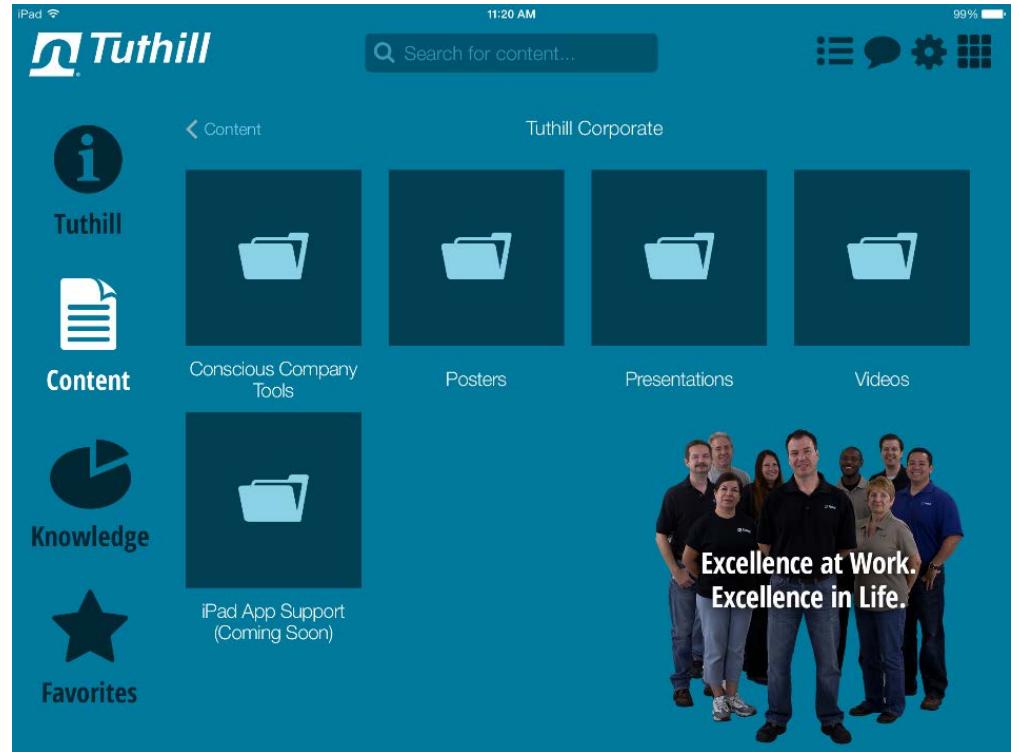 iPad
11:20 AM
99%
Tuthill
Search for content...
Content
Tuthill Corporate
Tuthill
Content
Knowledge
Favorites
Conscious Company
Tools
Posters
Presentations
Videos
iPad App Support
(Coming Soon)
Excellence at Work.
Excellence in Life.